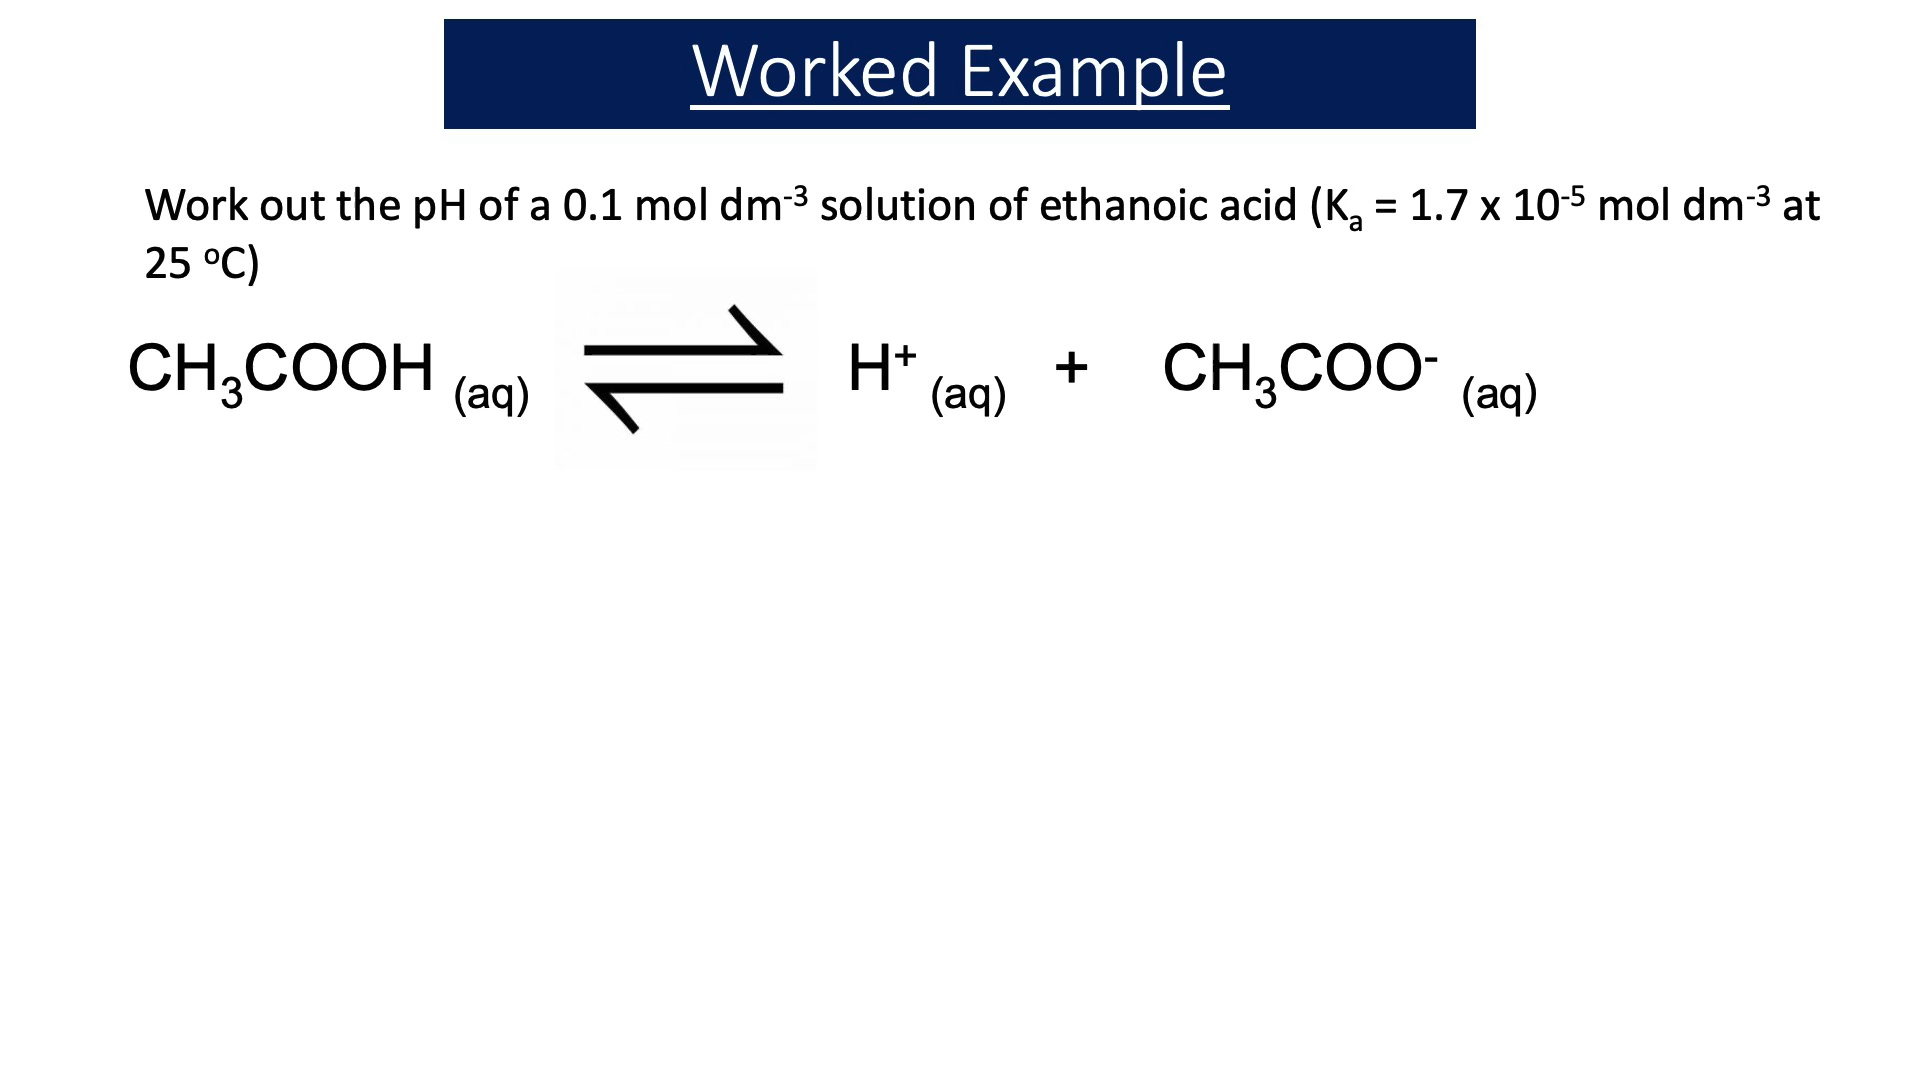 Worked Example
Work out the pH of a 0.1 mol dm⁻³ solution of ethanoic acid (Kₐ = 1.7 x 10⁻⁵ mol dm⁻³ at
25 ºC)
CH₃COOH (aq) ⇌ H⁺ (aq) + CH₃COO⁻ (aq)